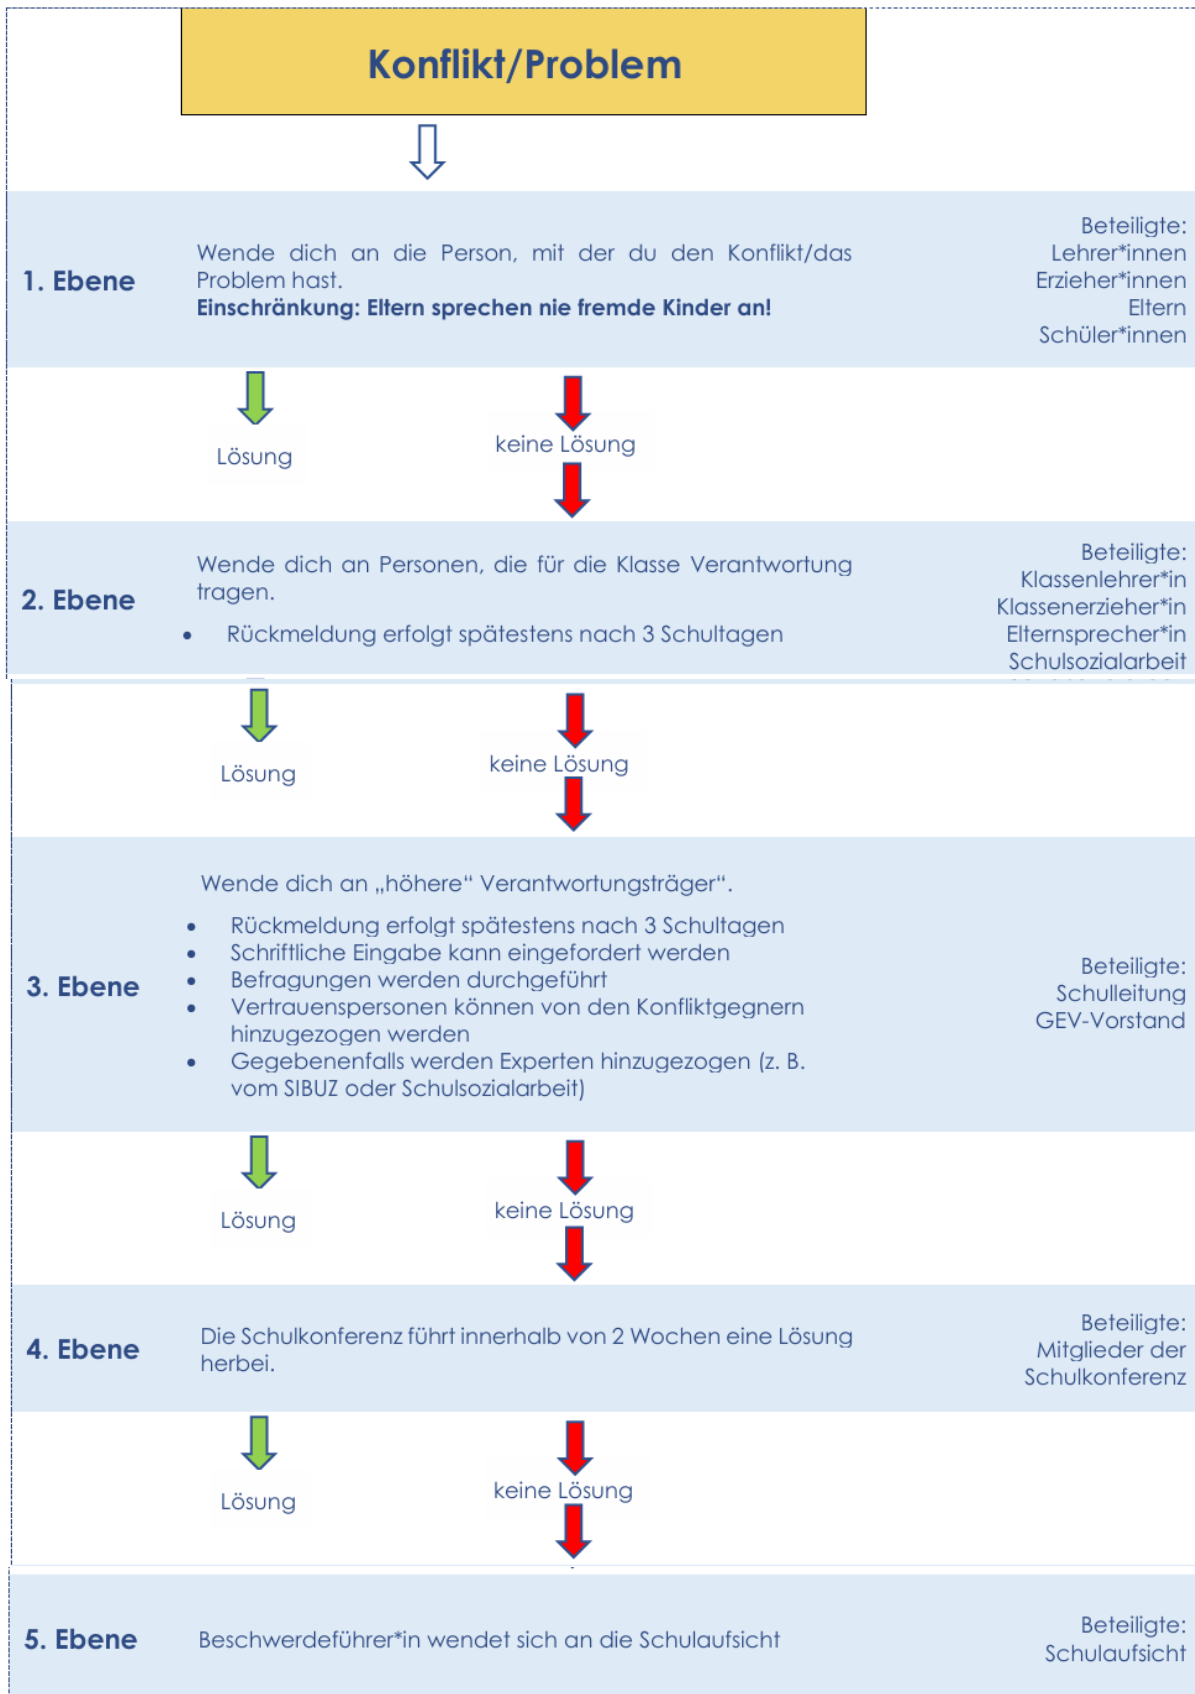 Konflikt/Problem
1. Ebene
Wende dich an die Person, mit der du den Konflikt/das
Problem hast.
Einschränkung: Eltern sprechen nie fremde Kinder an!
Beteiligte:
Lehrer*innen
Erzieher*innen
Eltern
Schüler*innen
Lösung
keine Lösung
2. Ebene
Wende dich an Personen, die für die Klasse Verantwortung
tragen.
• Rückmeldung erfolgt spätestens nach 3 Schultagen
Beteiligte:
Klassenlehrer*in
Klassenerzieher*in
Elternsprecher*in
Schulsozialarbeit
Lösung
keine Lösung
3. Ebene
Wende dich an „höhere“ Verantwortungsträger“.
• Rückmeldung erfolgt spätestens nach 3 Schultagen
• Schriftliche Eingabe kann eingefordert werden
• Befragungen werden durchgeführt
• Vertrauenspersonen können von den Konfliktgegnern
hinzugezogen werden
• Gegebenenfalls werden Experten hinzugezogen (z. B.
vom SIBUZ oder Schulsozialarbeit)
Beteiligte:
Schulleitung
GEV-Vorstand
Lösung
keine Lösung
4. Ebene
Die Schulkonferenz führt innerhalb von 2 Wochen eine Lösung
herbei.
Beteiligte:
Mitglieder der
Schulkonferenz
Lösung
keine Lösung
5. Ebene
Beschwerdeführer*in wendet sich an die Schulaufsicht
Beteiligte:
Schulaufsicht